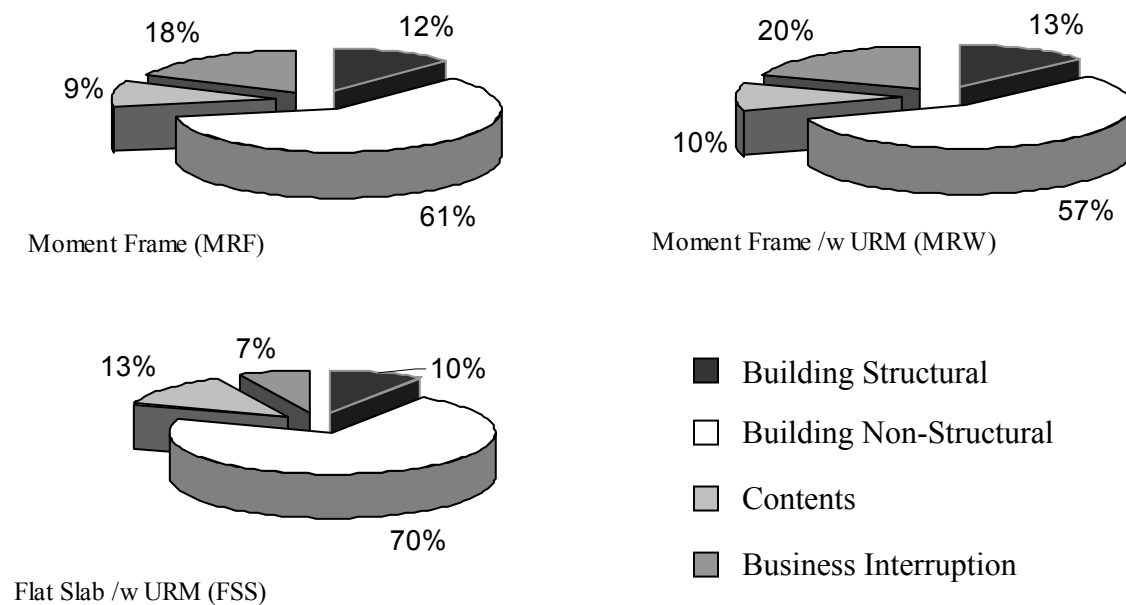 18%
12%
9%
61%
Moment Frame (MRF)
20%
13%
10%
57%
Moment Frame /w URM (MRW)
13%
7%
10%
70%
Flat Slab /w URM (FSS)
Building Structural
Building Non-Structural
Contents
Business Interruption